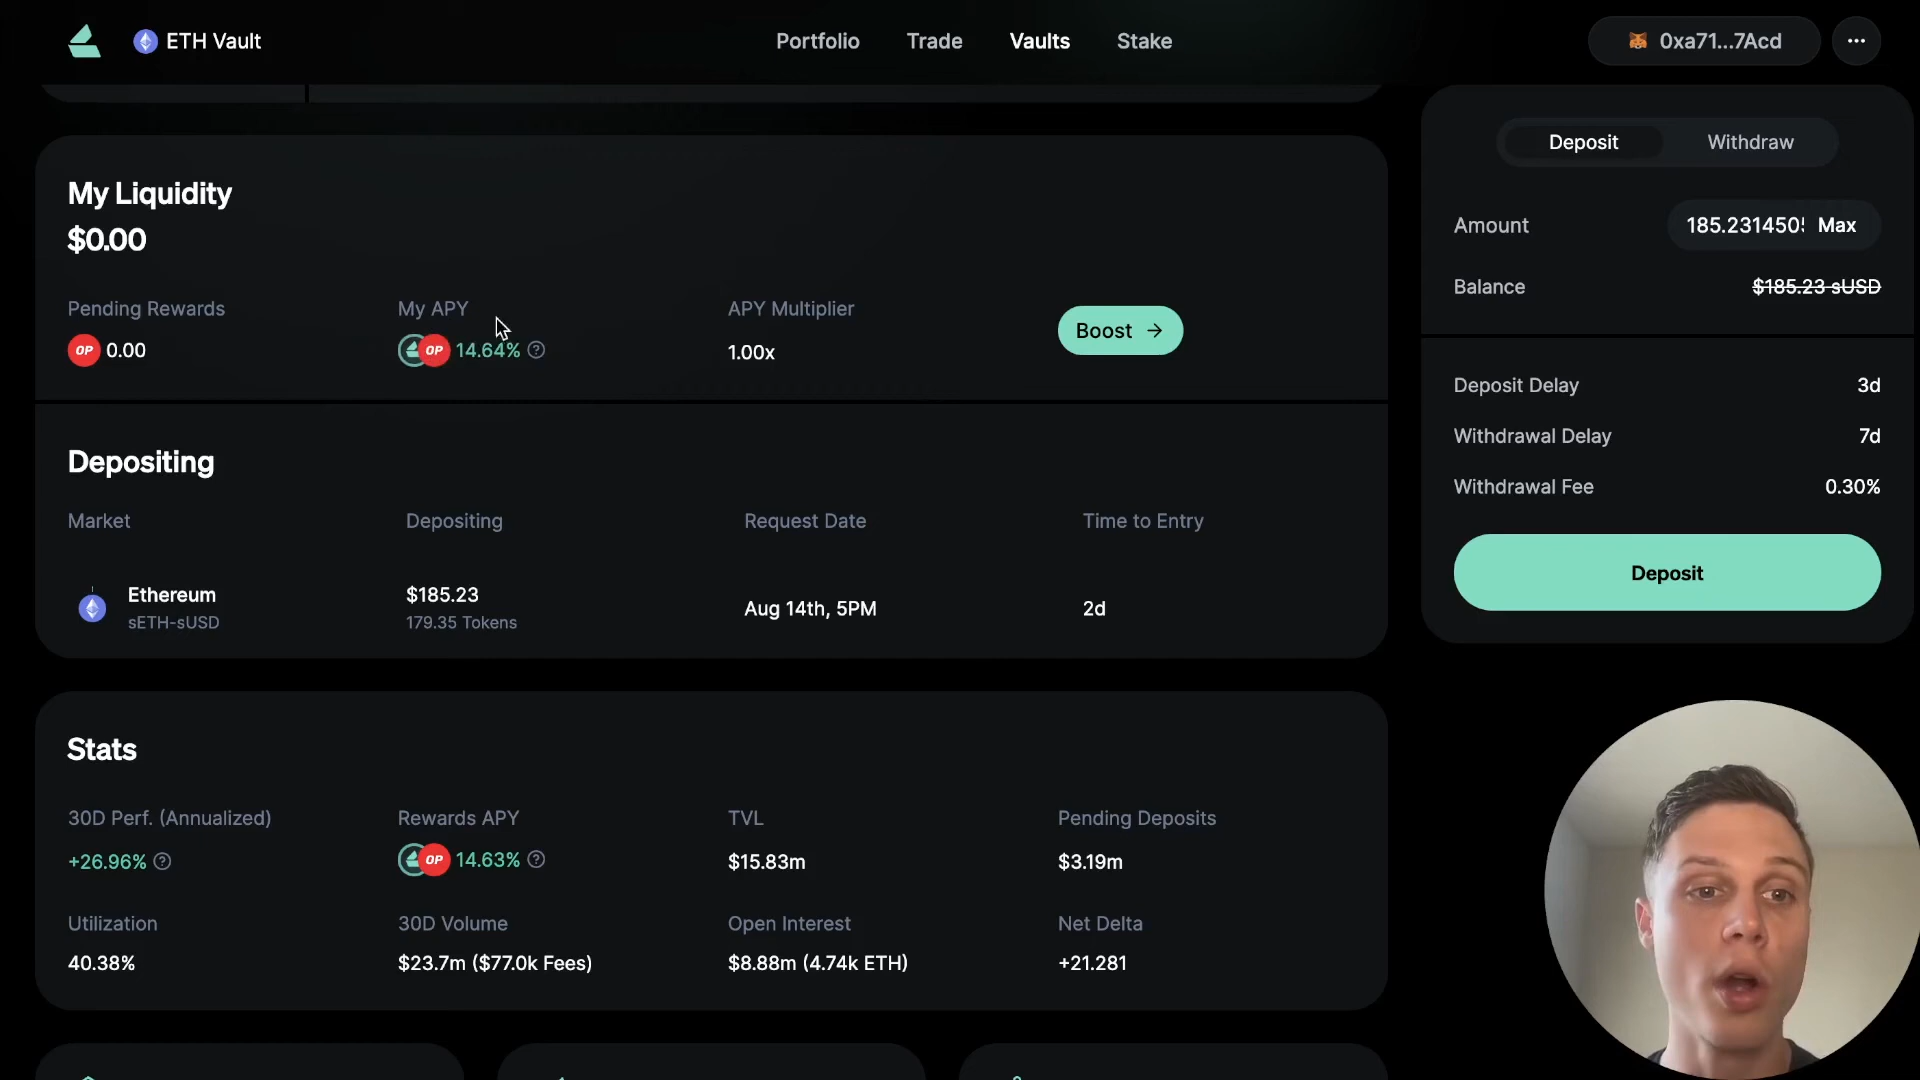 ETH Vault
Portfolio
Trade
Vaults
Stake
0xa71...7Acd
My Liquidity
$0.00
Pending Rewards
My APY
APY Multiplier
OP 0.00
OP 14.64%
1.00x
Boost →
Depositing
Market
Depositing
Request Date
Time to Entry
Ethereum
sETH-sUSD
$185.23
179.35 Tokens
Aug 14th, 5PM
2d
Stats
30D Perf. (Annualized)
Rewards APY
TVL
Pending Deposits
+26.96%
OP 14.63%
$15.83m
$3.19m
Utilization
30D Volume
Open Interest
Net Delta
40.38%
$23.7m ($77.0k Fees)
$8.88m (4.74k ETH)
+21.281
Deposit
Withdraw
Amount
185.2314505 Max
Balance
$185.23 sUSD
Deposit Delay
3d
Withdrawal Delay
7d
Withdrawal Fee
0.30%
Deposit